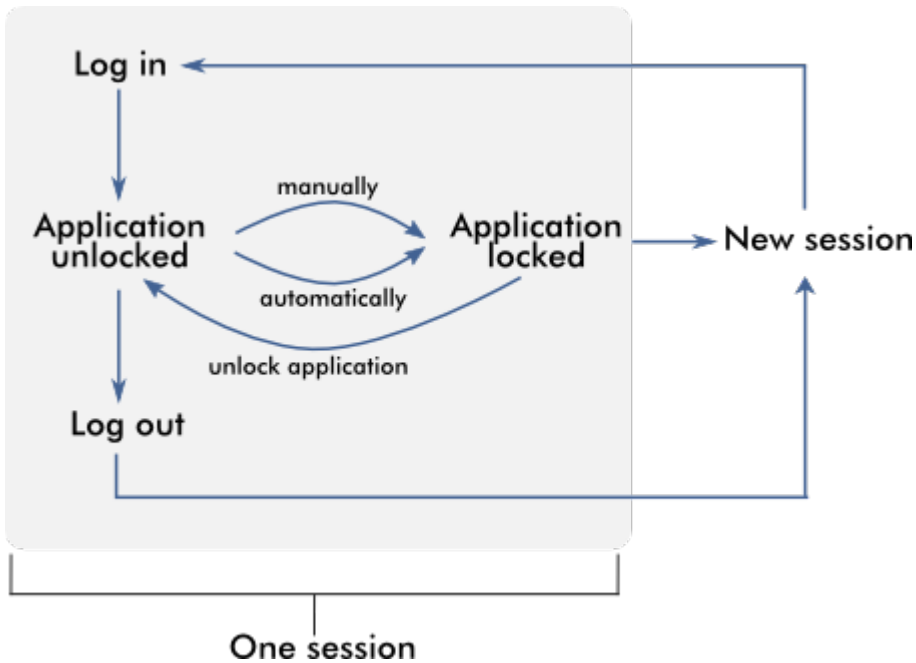 Log in
manually
Application
unlocked
Application
locked
New session
automatically
unlock application
Log out
One session